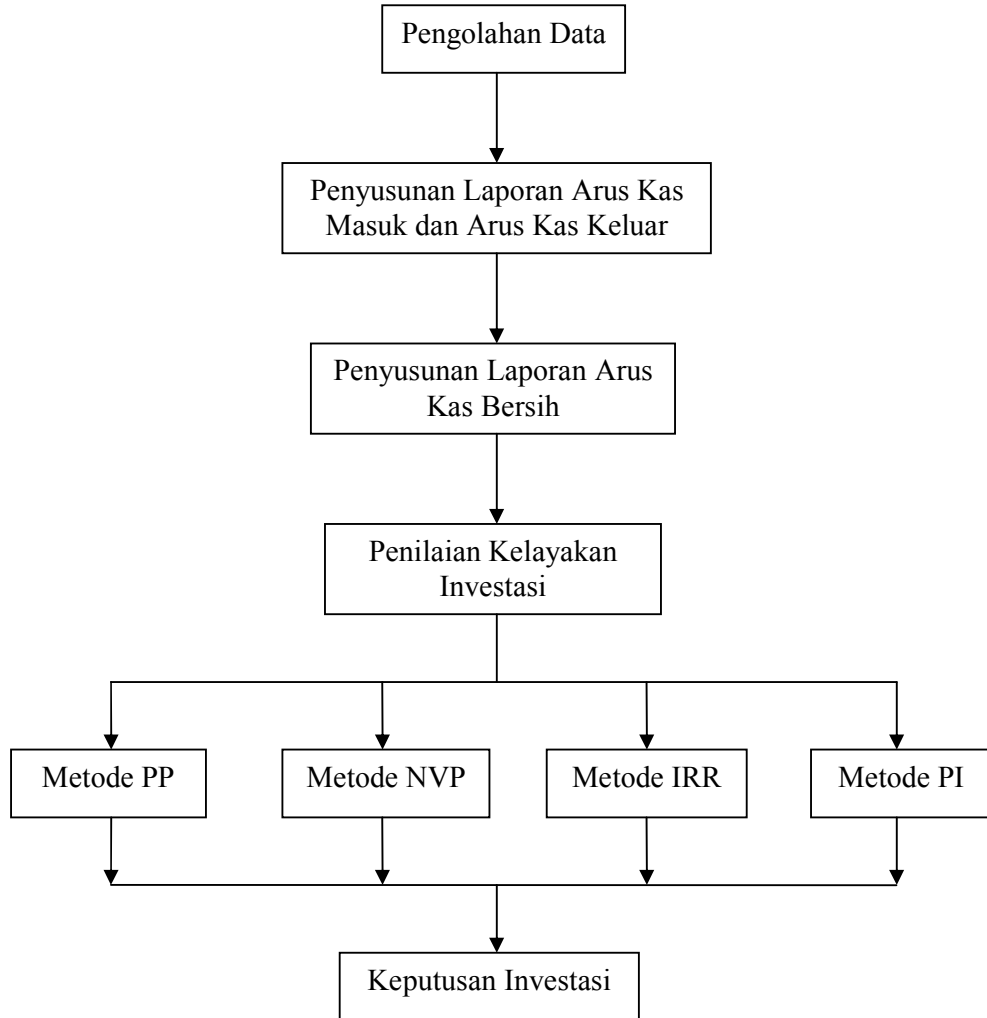 Pengolahan Data
Penyusunan Laporan Arus Kas
Masuk dan Arus Kas Keluar
Penyusunan Laporan Arus
Kas Bersih
Penilaian Kelayakan
Investasi
Metode PP
Metode NVP
Metode IRR
Metode PI
Keputusan Investasi